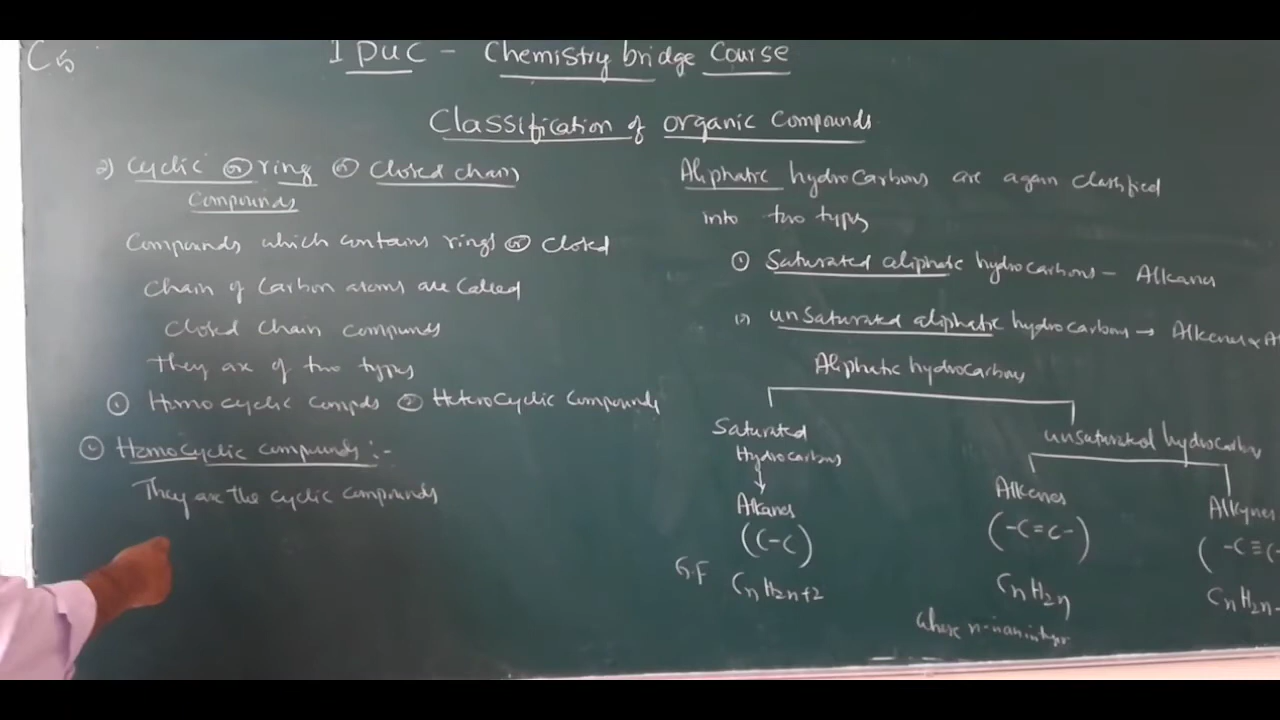 C5
I PUC - Chemistry bridge Course
Classification of organic Compounds
2) Cyclic or ring or Closed chain
Compounds
Compounds which contains rings or closed
chain of carbon atoms are called
closed chain compounds
They are of two types
① Homocyclic compds ② Heterocyclic compounds
① Homocyclic compounds :-
They are the cyclic compounds
Aliphatic hydrocarbons are again classified
into two types
① Saturated aliphatic hydrocarbons - Alkanes
unsaturated aliphatic hydrocarbons → Alkenes & A
Aliphatic hydrocarbons
Saturated
Hydrocarbons
Alkanes
(C-C)
G.F CnH2n+2
unsaturated hydrocarbon
Alkenes
(-C=C-)
CnH2n
Alkynes
(-C≡C-
CnH2n-
where n-is an integer